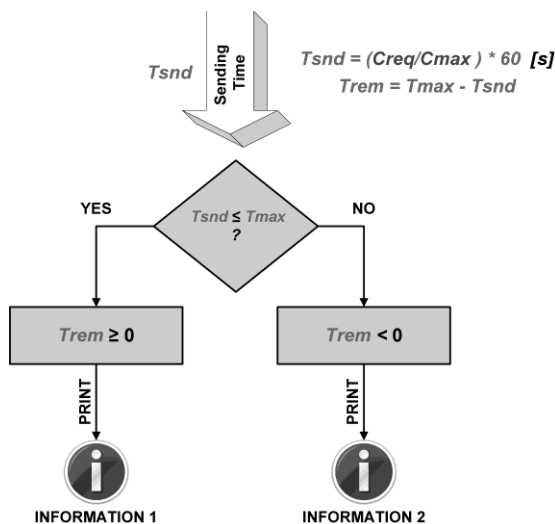 Tsnd
Sending
Time
Tsnd = (Creq/Cmax ) * 60 [s]
Trem = Tmax - Tsnd
YES
Tsnd ≤ Tmax
?
NO
Trem ≥ 0
Trem < 0
PRINT
PRINT
INFORMATION 1
INFORMATION 2